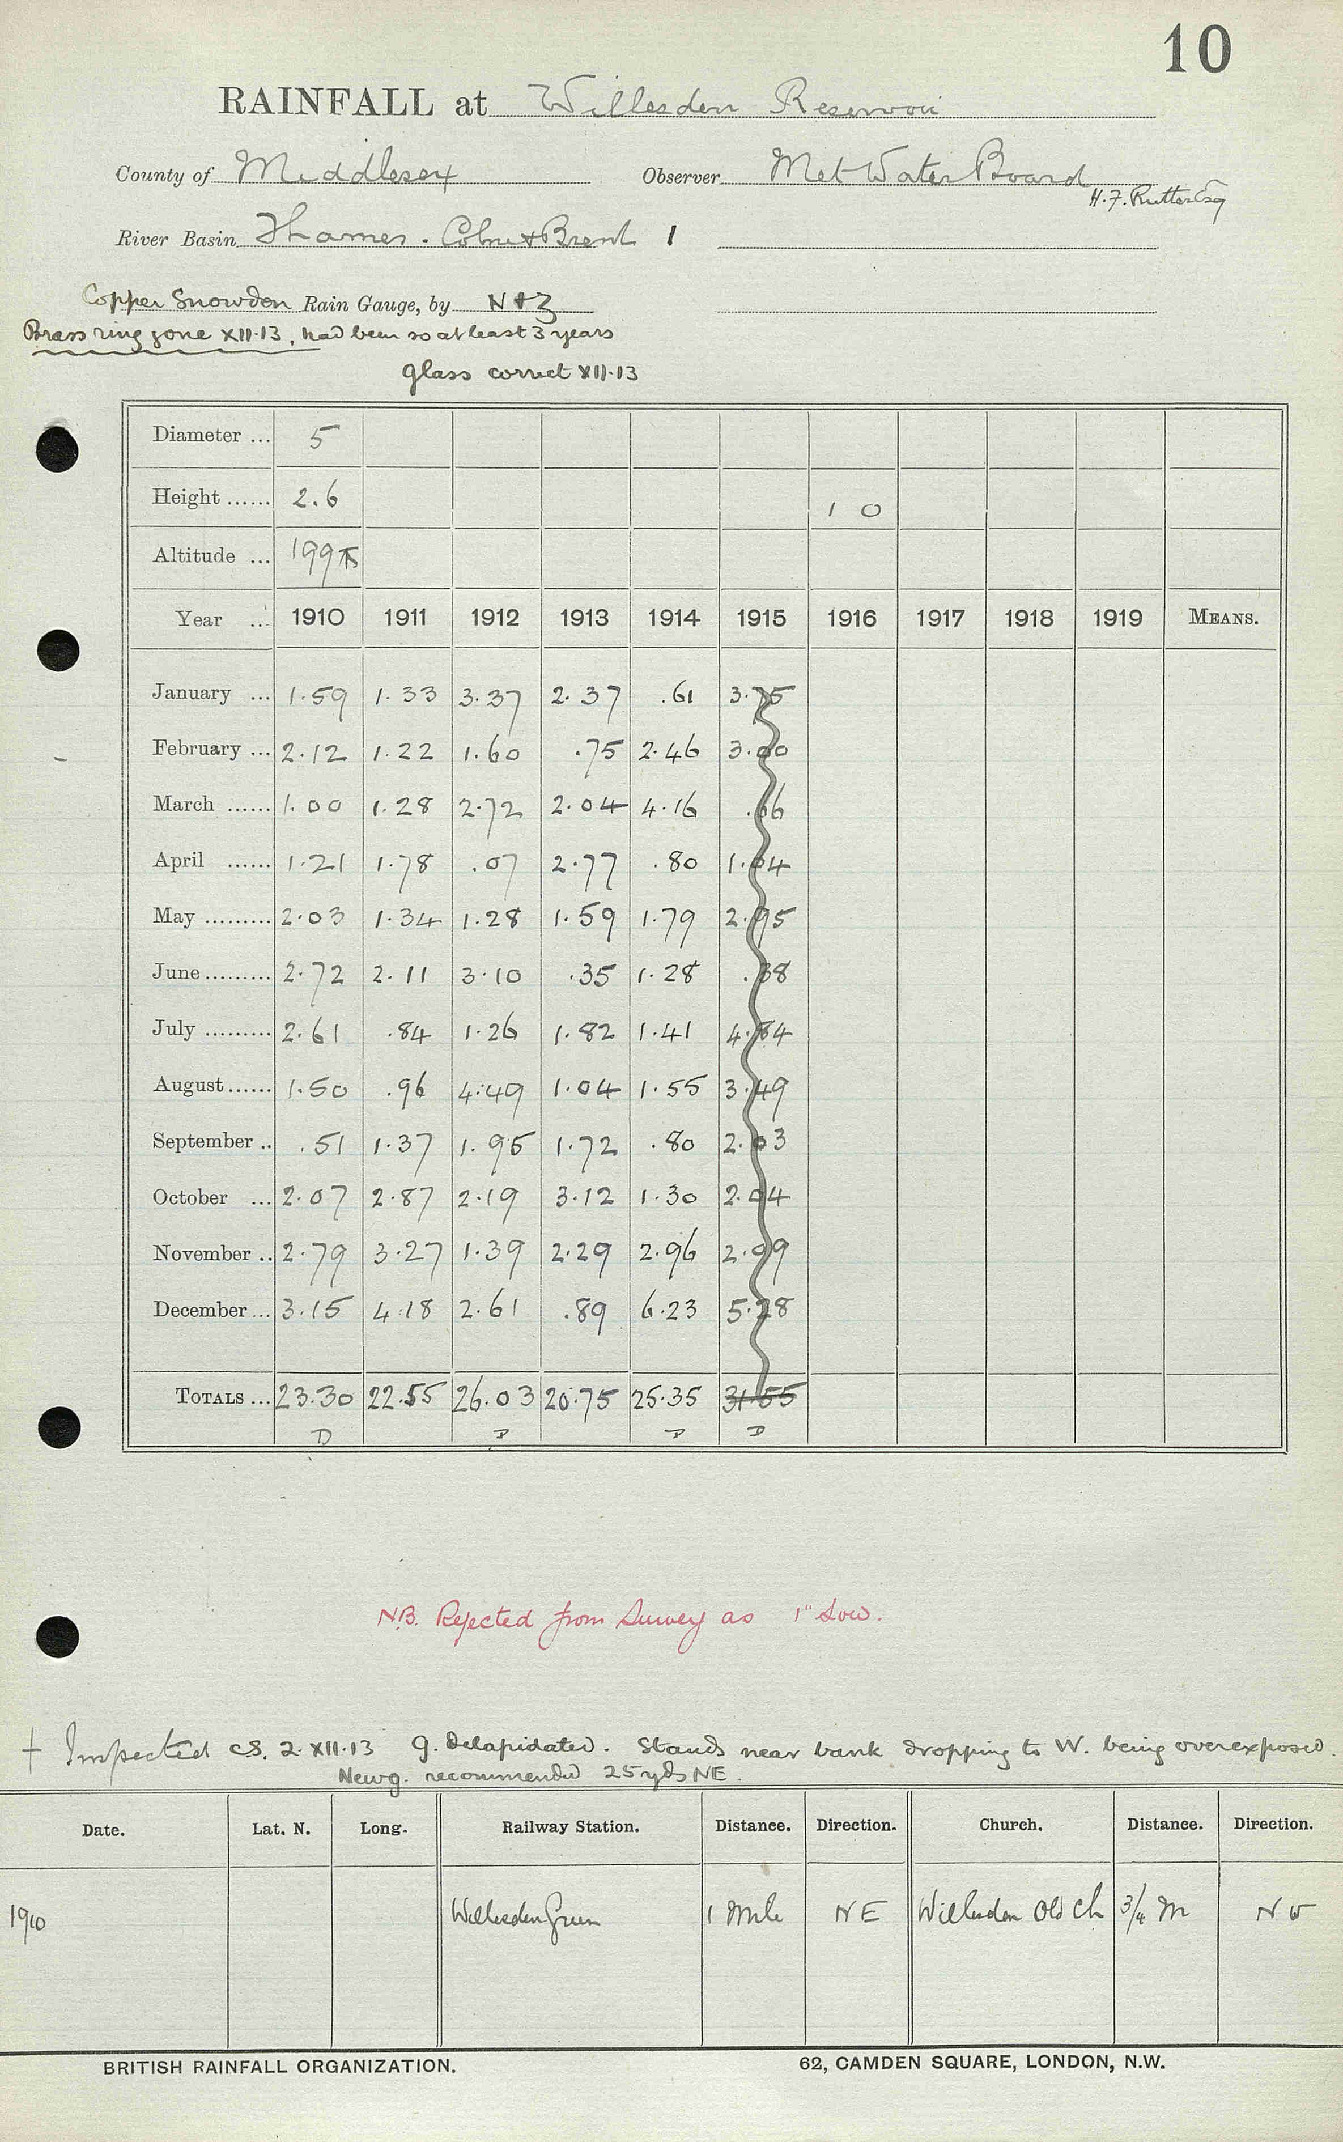 10
RAINFALL at Willesden Reservoir
County of Middlesex Observer Met Water Board
H. F. Rutter Esq
River Basin Thames. Colne & Brent 1
Copper Snowdon Rain Gauge, by N & Z
Brass ring gone XII.13, had been so at least 3 years
glass correct XII.13
Diameter ... 5
Height ...... 2.6 1 0
Altitude ... 199
Year ... 1910 1911 1912 1913 1914 1915 1916 1917 1918 1919 MEANS.
January ... 1.59 1.33 3.37 2.37 .61 3.75
February ... 2.12 1.22 1.60 .75 2.46 3.00
March ...... 1.00 1.28 2.72 2.04 4.16 .66
April ...... 1.21 1.78 .07 2.77 .80 1.04
May ......... 2.03 1.34 1.28 1.59 1.79 2.95
June ......... 2.72 2.11 3.10 .35 1.28 .38
July ......... 2.61 .84 1.26 1.82 1.41 4.84
August ...... 1.50 .96 4.49 1.04 1.55 3.49
September .. .51 1.37 1.95 1.72 .80 2.03
October ... 2.07 2.87 2.19 3.12 1.30 2.04
November .. 2.79 3.27 1.39 2.29 2.96 2.09
December ... 3.15 4.18 2.61 .89 6.23 5.28
TOTALS ... 23.30 22.55 26.03 20.75 25.35 31.55
D D D D
N.B. Rejected from Survey as 1" Low.
+ Inspected CS. 2.XII.13 g. Delapidated. Stands near bank dropping to W. being overexposed.
New g. recommended 25 yds NE.
Date. Lat. N. Long. Railway Station. Distance. Direction. Church. Distance. Direction.
1910 Willesden Green 1 Mile NE Willesden Old Ch 3/4 M NW
BRITISH RAINFALL ORGANIZATION. 62, CAMDEN SQUARE, LONDON, N.W.